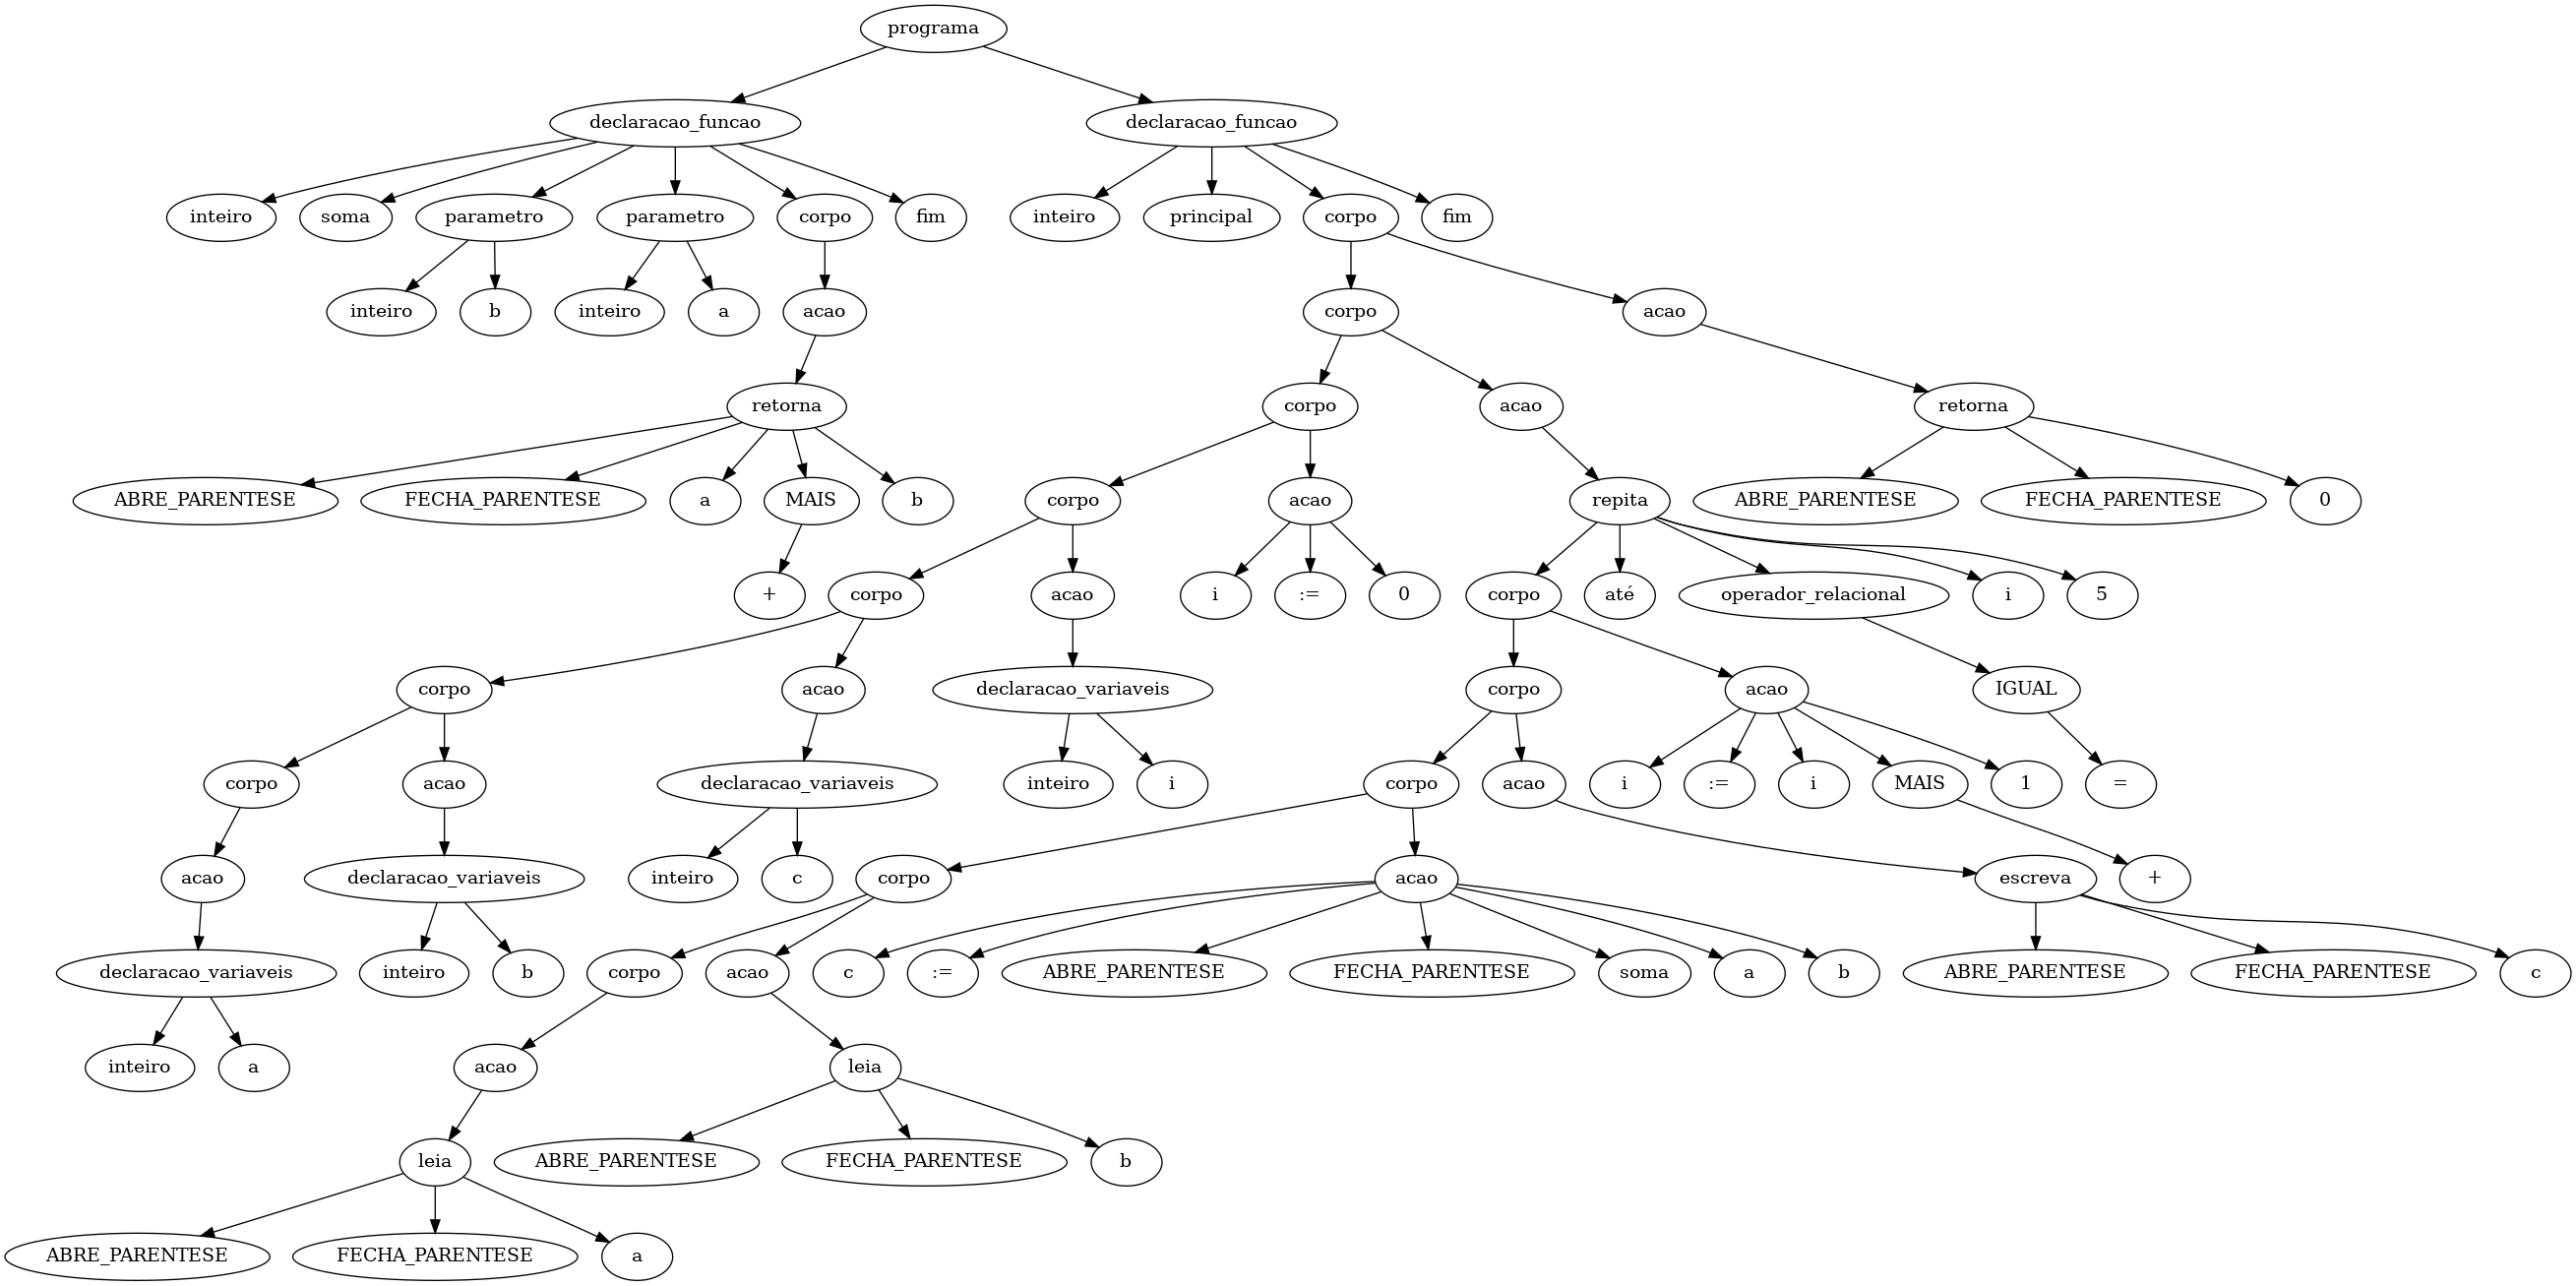 programa
declaracao_funcao declaracao_funcao
inteiro soma parametro parametro corpo fim inteiro principal corpo fim
inteiro b inteiro a acao corpo acao
retorna corpo acao retorna
ABRE_PARENTESE FECHA_PARENTESE a MAIS b corpo acao repita ABRE_PARENTESE FECHA_PARENTESE 0
+ corpo acao i := 0 corpo até operador_relacional i 5
corpo acao declaracao_variaveis corpo acao IGUAL
corpo acao declaracao_variaveis inteiro i corpo acao i := i MAIS 1 =
acao declaracao_variaveis inteiro c corpo acao escreva +
declaracao_variaveis inteiro b corpo acao c := ABRE_PARENTESE FECHA_PARENTESE soma a b ABRE_PARENTESE FECHA_PARENTESE c
inteiro a acao leia
leia ABRE_PARENTESE FECHA_PARENTESE b
ABRE_PARENTESE FECHA_PARENTESE a